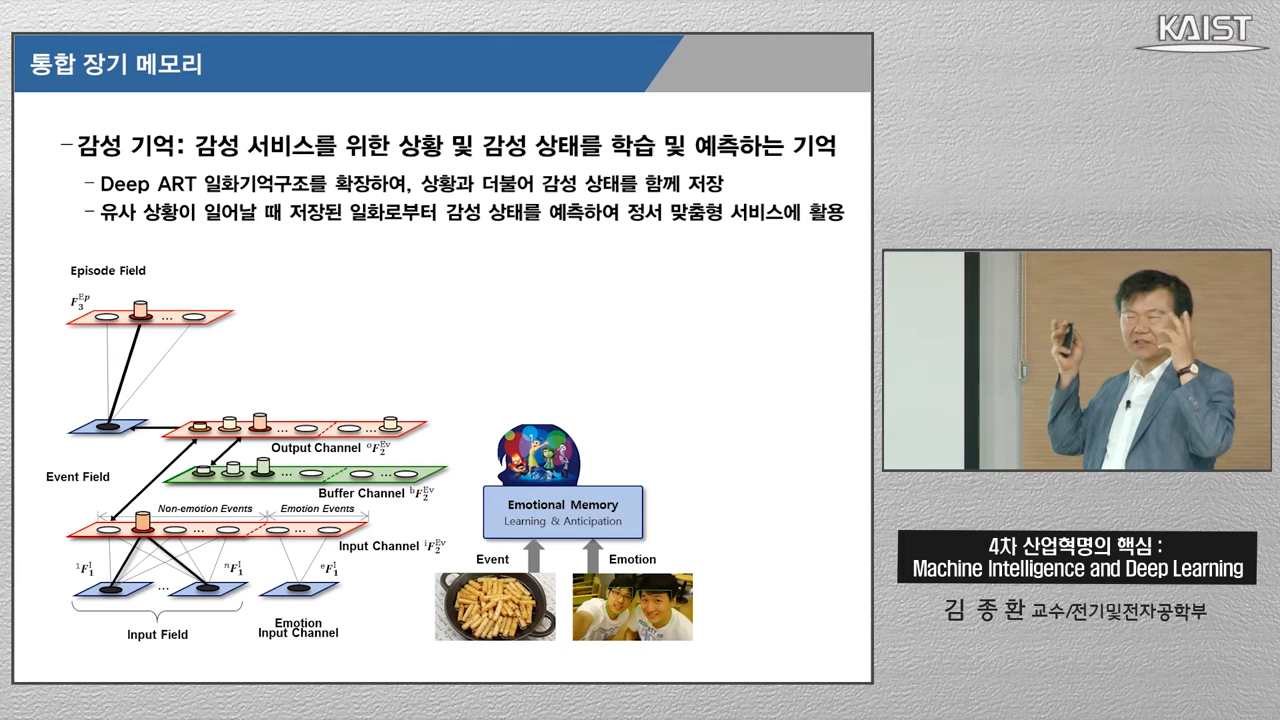 KAIST
통합 장기 메모리
– 감성 기억: 감성 서비스를 위한 상황 및 감성 상태를 학습 및 예측하는 기억
– Deep ART 일화기억구조를 확장하여, 상황과 더불어 감성 상태를 함께 저장
– 유사 상황이 일어날 때 저장된 일화로부터 감성 상태를 예측하여 정서 맞춤형 서비스에 활용
Episode Field
F₃ᴱᵖ
...
... ...
Output Channel ᵒF₂ᴱᵛ
Event Field
... ...
Buffer Channel ᵇF₂ᴱᵛ
Non-emotion Events Emotion Events
... ...
Input Channel ⁱF₂ᴱᵛ
¹F₁ᴵ ⁿF₁ᴵ ᵉF₁ᴵ
...
Input Field
Emotion
Input Channel
Emotional Memory
Learning & Anticipation
Event Emotion
4차 산업혁명의 핵심 :
Machine Intelligence and Deep Learning
김 종 환 교수/전기및전자공학부